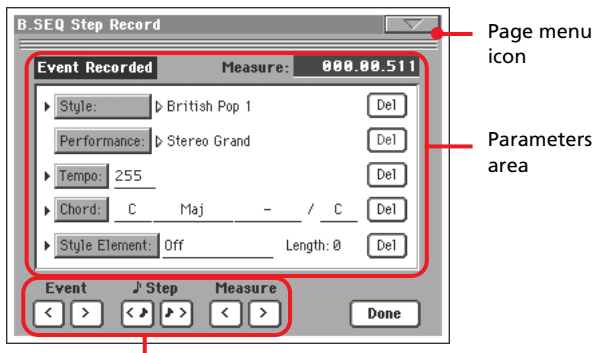 B.SEQ Step Record
Page menu icon
Event Recorded Measure: 000.00.511
Style: British Pop 1 Del
Performance: Stereo Grand Del
Parameters area
Tempo: 255 Del
Chord: C Maj - / C Del
Style Element: Off Length: 0 Del
Event Step Measure
< > < > < > Done